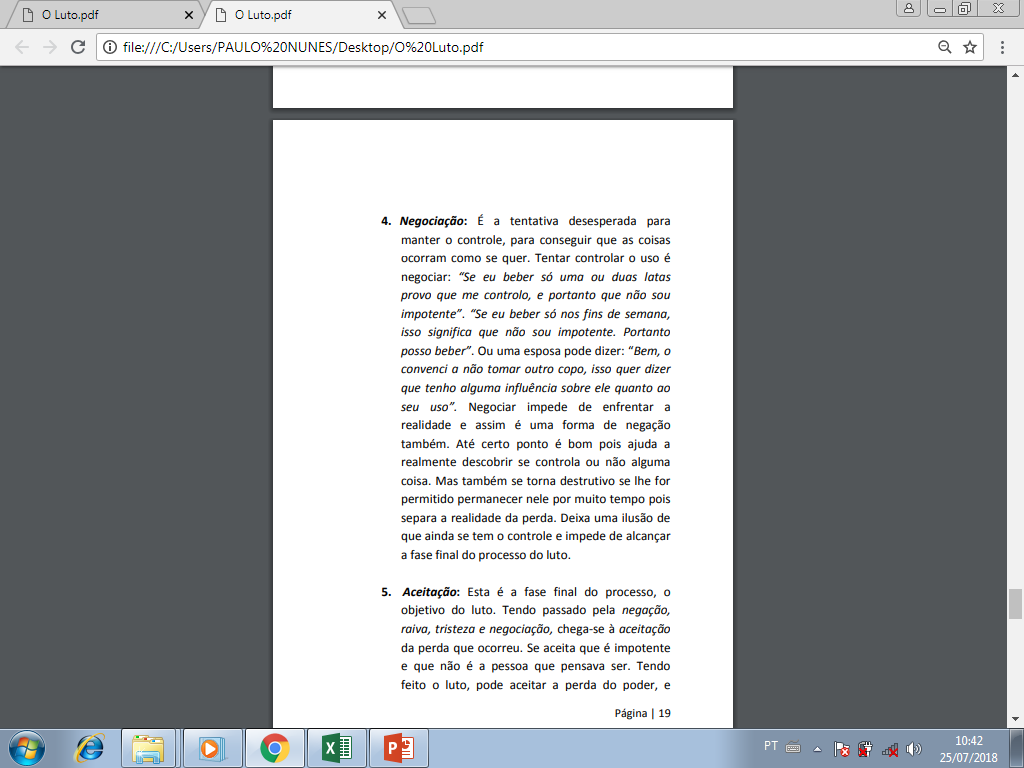 O Luto.pdf
O Luto.pdf
file:///C:/Users/PAULO%20NUNES/Desktop/O%20Luto.pdf
4. Negociação: É a tentativa desesperada para
manter o controle, para conseguir que as coisas
ocorram como se quer. Tentar controlar o uso é
negociar: “Se eu beber só uma ou duas latas
provo que me controlo, e portanto que não sou
impotente”. “Se eu beber só nos fins de semana,
isso significa que não sou impotente. Portanto
posso beber”. Ou uma esposa pode dizer: “Bem, o
convenci a não tomar outro copo, isso quer dizer
que tenho alguma influência sobre ele quanto ao
seu uso”. Negociar impede de enfrentar a
realidade e assim é uma forma de negação
também. Até certo ponto é bom pois ajuda a
realmente descobrir se controla ou não alguma
coisa. Mas também se torna destrutivo se lhe for
permitido permanecer nele por muito tempo pois
separa a realidade da perda. Deixa uma ilusão de
que ainda se tem o controle e impede de alcançar
a fase final do processo do luto.
5. Aceitação: Esta é a fase final do processo, o
objetivo do luto. Tendo passado pela negação,
raiva, tristeza e negociação, chega-se à aceitação
da perda que ocorreu. Se aceita que é impotente
e que não é a pessoa que pensava ser. Tendo
feito o luto, pode aceitar a perda do poder, e
Página | 19
PT
10:42
25/07/2018